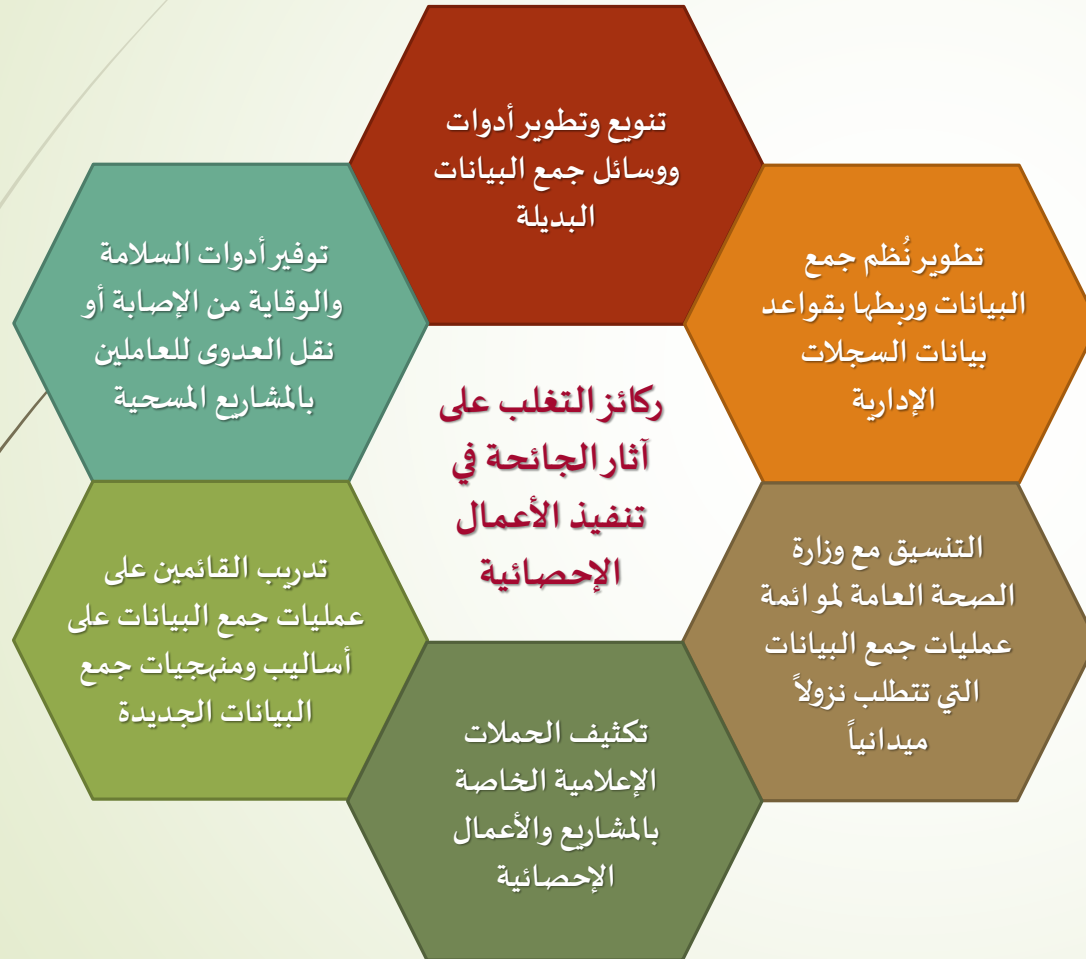 تنويع وتطوير أدوات
ووسائل جمع البيانات
البديلة
تطوير نُظم جمع
البيانات وربطها بقواعد
بيانات السجلات
الإدارية
توفير أدوات السلامة
والوقاية من الإصابة أو
نقل العدوى للعاملين
بالمشاريع المسحية
ركائز التغلب على
آثار الجائحة في
تنفيذ الأعمال
الإحصائية
التنسيق مع وزارة
الصحة العامة لموائمة
عمليات جمع البيانات
التي تتطلب نزولاً
ميدانياً
تدريب القائمين على
عمليات جمع البيانات على
أساليب ومنهجيات جمع
البيانات الجديدة
تكثيف الحملات
الإعلامية الخاصة
بالمشاريع والأعمال
الإحصائية